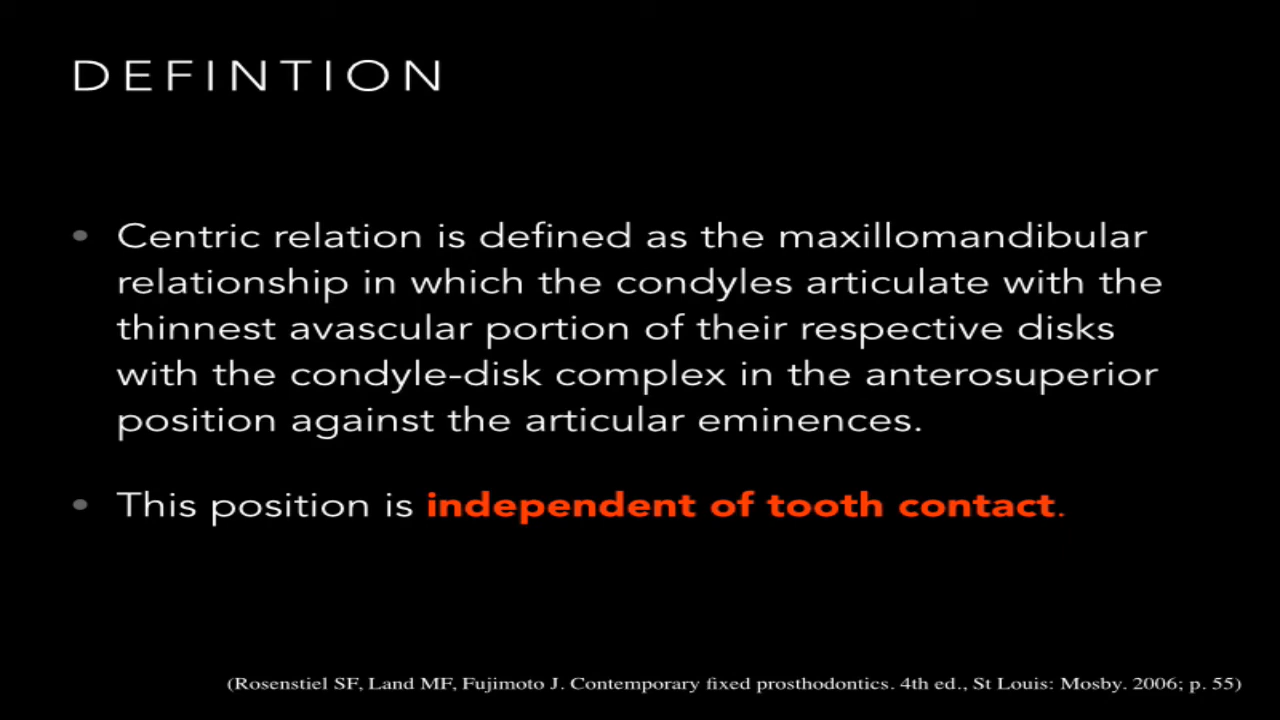 DEFINTION
• Centric relation is defined as the maxillomandibular
relationship in which the condyles articulate with the
thinnest avascular portion of their respective disks
with the condyle-disk complex in the anterosuperior
position against the articular eminences.
• This position is independent of tooth contact.
(Rosenstiel SF, Land MF, Fujimoto J. Contemporary fixed prosthodontics. 4th ed., St Louis: Mosby. 2006; p. 55)